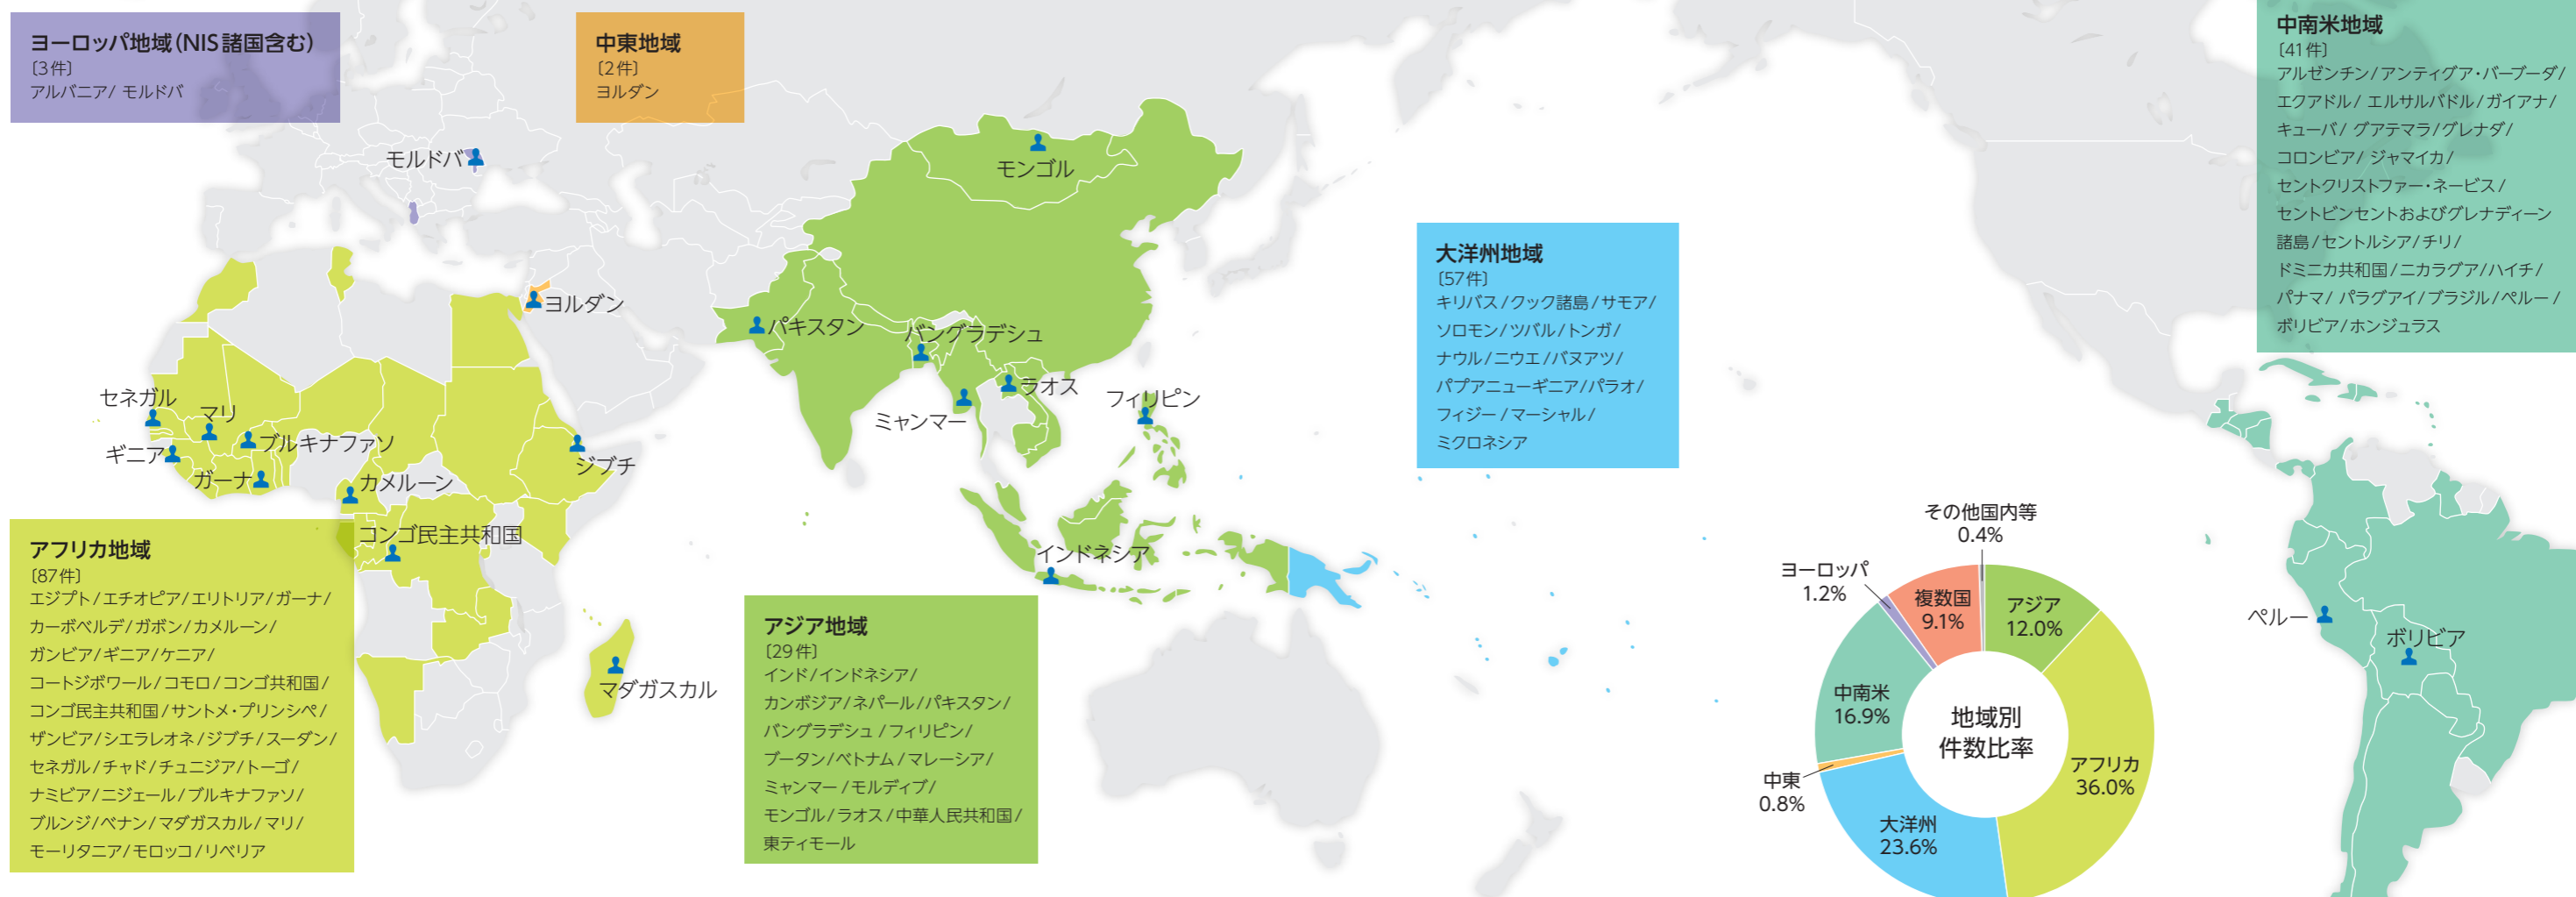 ヨーロッパ地域（NIS諸国含む）
〔3件〕
アルバニア/ モルドバ
中東地域
〔2件〕
ヨルダン
中南米地域
〔41件〕
アルゼンチン/アンティグア・バーブーダ/
エクアドル/ エルサルバドル/ガイアナ/
キューバ/ グアテマラ/グレナダ/
コロンビア/ ジャマイカ/
セントクリストファー・ネービス/
セントビンセントおよびグレナディーン
諸島/セントルシア/チリ/
ドミニカ共和国/ニカラグア/ハイチ/
パナマ/ パラグアイ/ブラジル/ペルー/
ボリビア/ホンジュラス
大洋州地域
〔57件〕
キリバス/クック諸島/サモア/
ソロモン/ツバル/トンガ/
ナウル/ニウエ/バヌアツ/
パプアニューギニア/パラオ/
フィジー/マーシャル/
ミクロネシア
モルドバ
モンゴル
ヨルダン
パキスタン
バングラデシュ
ラオス
ミャンマー
フィリピン
インドネシア
セネガル
マリ
ブルキナファソ
ギニア
ガーナ
カメルーン
ジブチ
コンゴ民主共和国
マダガスカル
ペルー
ボリビア
アフリカ地域
〔87件〕
エジプト/エチオピア/エリトリア/ガーナ/
カーボベルデ/ガボン/カメルーン/
ガンビア/ギニア/ケニア/
コートジボワール/コモロ/コンゴ共和国/
コンゴ民主共和国/サントメ・プリンシペ/
ザンビア/シエラレオネ/ジブチ/スーダン/
セネガル/チャド/チュニジア/トーゴ/
ナミビア/ニジェール/ブルキナファソ/
ブルンジ/ベナン/マダガスカル/マリ/
モーリタニア/モロッコ/リベリア
アジア地域
〔29件〕
インド/インドネシア/
カンボジア/ネパール/パキスタン/
バングラデシュ /フィリピン/
ブータン/ベトナム/マレーシア/
ミャンマー/モルディブ/
モンゴル/ラオス/中華人民共和国/
東ティモール
その他国内等
0.4%
ヨーロッパ
1.2%
複数国
9.1%
アジア
12.0%
中南米
16.9%
地域別
件数比率
アフリカ
36.0%
中東
0.8%
大洋州
23.6%